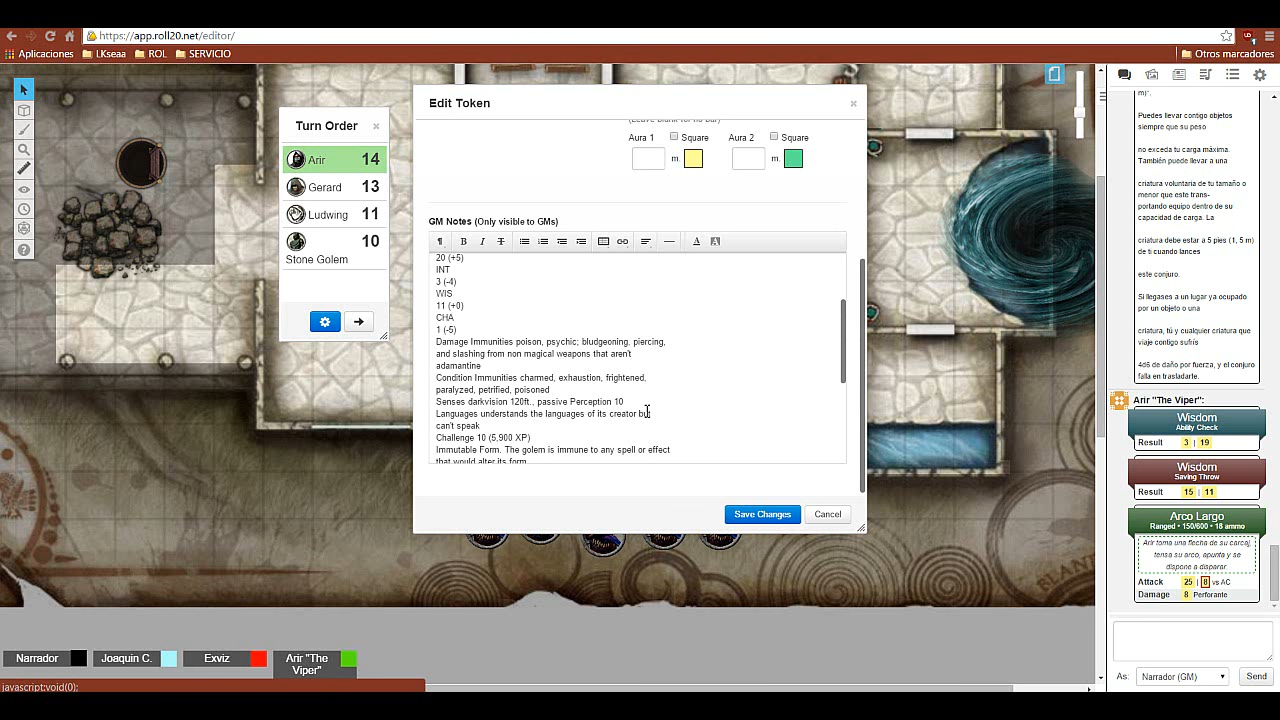 https://app.roll20.net/editor/
Aplicaciones
LKseaa
ROL
SERVICIO
Otros marcadores
Turn Order ×
Arir 14
Gerard 13
Ludwing 11
10
Stone Golem
Edit Token ×
Aura 1 Square Aura 2 Square
m. m.
GM Notes (Only visible to GMs)
20 (+5)
INT
3 (-4)
WIS
11 (+0)
CHA
1 (-5)
Damage Immunities poison, psychic; bludgeoning, piercing,
and slashing from non magical weapons that aren't
adamantine
Condition Immunities charmed, exhaustion, frightened,
paralyzed, petrified, poisoned
Senses darkvision 120ft., passive Perception 10
Languages understands the languages of its creator but
can't speak
Challenge 10 (5,900 XP)
Immutable Form. The golem is immune to any spell or effect
that would alter its form.
Save Changes Cancel
m)".
Puedes llevar contigo objetos
siempre que su peso
no exceda tu carga máxima.
También puede llevar a una
criatura voluntaria de tu tamaño o
menor que este trans-
portando equipo dentro de su
capacidad de carga. La
criatura debe estar a 5 pies (1, 5 m)
de ti cuando lances
este conjuro.
Si llegases a un lugar ya ocupado
por un objeto o una
criatura, tú y cualquier criatura que
viaje contigo sufrís
4d6 de daño por fuerza, y el conjuro
falla en trasladarte.
Arir "The Viper":
Wisdom
Ability Check
Result 3 | 19
Wisdom
Saving Throw
Result 15 | 11
Arco Largo
Ranged • 150/600 • 18 ammo
Arir toma una flecha de su carcaj,
tensa su arco, apunta y se
dispone a disparar.
Attack 25 | 8 vs AC
Damage 8 Perforante
As: Narrador (GM) Send
Narrador
Joaquin C.
Exviz
Arir "The
Viper"
javascript:void(0);